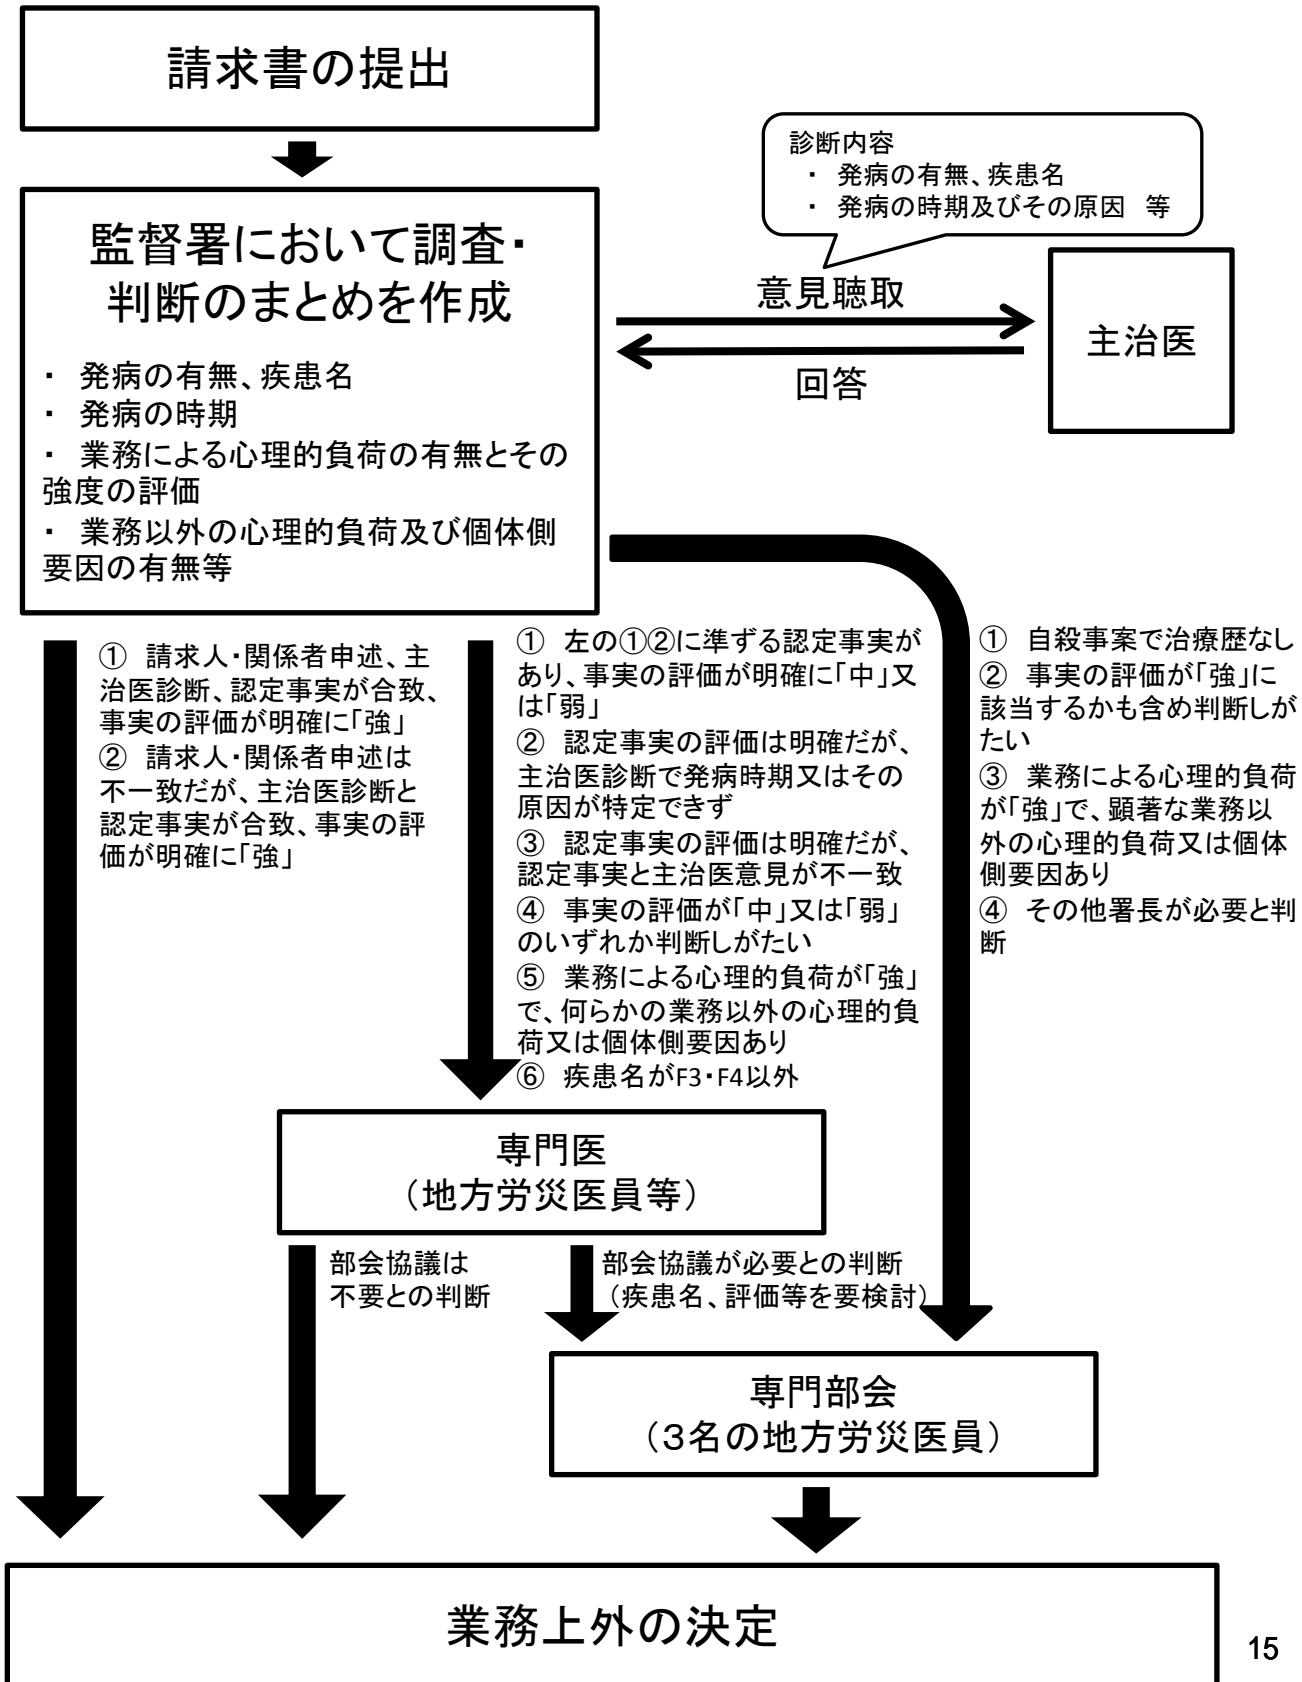 請求書の提出
診断内容
・ 発病の有無、疾患名
・ 発病の時期及びその原因 等
監督署において調査・
判断のまとめを作成
・ 発病の有無、疾患名
・ 発病の時期
・ 業務による心理的負荷の有無とその
強度の評価
・ 業務以外の心理的負荷及び個体側
要因の有無等
意見聴取
回答
主治医
① 請求人・関係者申述、主
治医診断、認定事実が合致、
事実の評価が明確に「強」
② 請求人・関係者申述は
不一致だが、主治医診断と
認定事実が合致、事実の評
価が明確に「強」
① 左の①②に準ずる認定事実が
あり、事実の評価が明確に「中」又
は「弱」
② 認定事実の評価は明確だが、
主治医診断で発病時期又はその
原因が特定できず
③ 認定事実の評価は明確だが、
認定事実と主治医意見が不一致
④ 事実の評価が「中」又は「弱」
のいずれか判断しがたい
⑤ 業務による心理的負荷が「強」
で、何らかの業務以外の心理的負
荷又は個体側要因あり
⑥ 疾患名がF3・F4以外
① 自殺事案で治療歴なし
② 事実の評価が「強」に
該当するかも含め判断しが
たい
③ 業務による心理的負荷
が「強」で、顕著な業務以
外の心理的負荷又は個体
側要因あり
④ その他署長が必要と判
断
専門医
（地方労災医員等）
部会協議は
不要との判断
部会協議が必要との判断
（疾患名、評価等を要検討）
専門部会
（３名の地方労災医員）
業務上外の決定
15